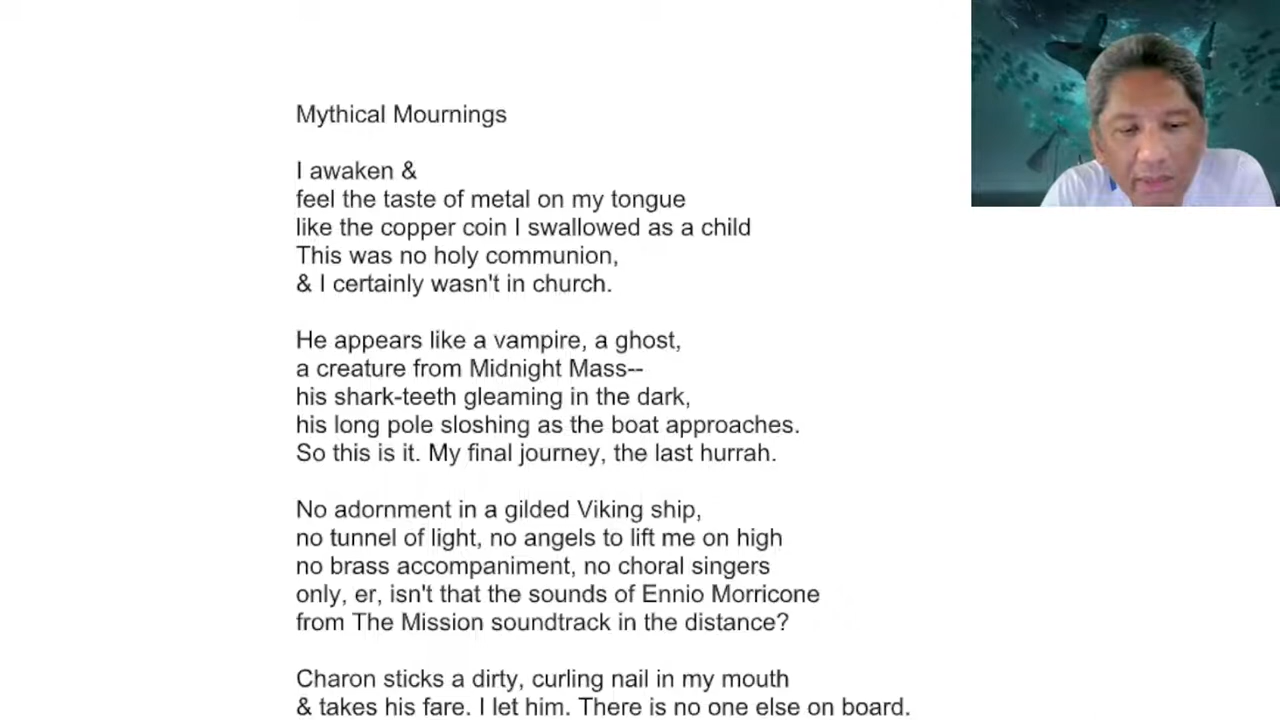 Mythical Mournings
I awaken &
feel the taste of metal on my tongue
like the copper coin I swallowed as a child
This was no holy communion,
& I certainly wasn't in church.
He appears like a vampire, a ghost,
a creature from Midnight Mass--
his shark-teeth gleaming in the dark,
his long pole sloshing as the boat approaches.
So this is it. My final journey, the last hurrah.
No adornment in a gilded Viking ship,
no tunnel of light, no angels to lift me on high
no brass accompaniment, no choral singers
only, er, isn't that the sounds of Ennio Morricone
from The Mission soundtrack in the distance?
Charon sticks a dirty, curling nail in my mouth
& takes his fare. I let him. There is no one else on board.